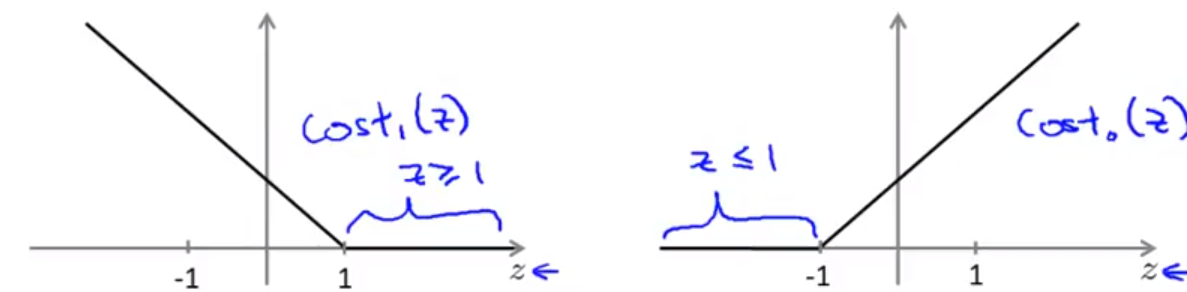 cost₁(z)
z ≥ 1
-1 1 z ←
cost₀(z)
z ≤ 1
-1 1 z ←